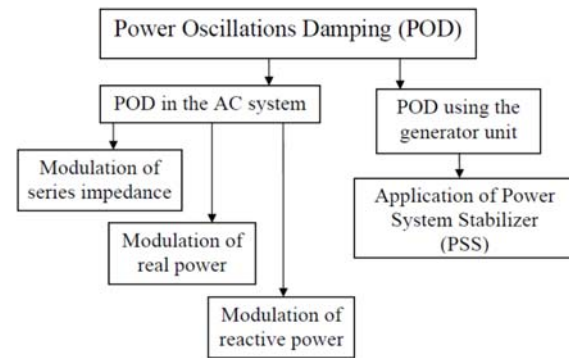 Power Oscillations Damping (POD)
POD in the AC system
POD using the
generator unit
Modulation of
series impedance
Application of Power
System Stabilizer
(PSS)
Modulation of
real power
Modulation of
reactive power